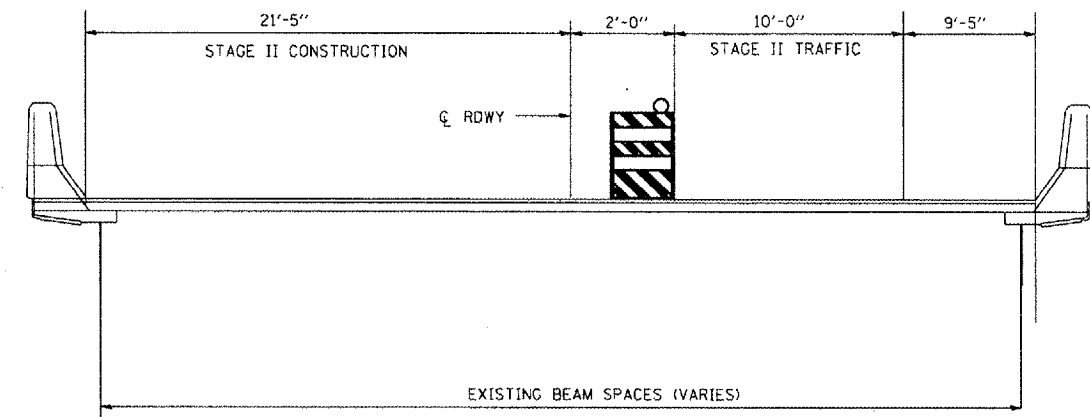 21'-5" 2'-0" 10'-0" 9'-5"
STAGE II CONSTRUCTION STAGE II TRAFFIC
℄ RDWY
EXISTING BEAM SPACES (VARIES)